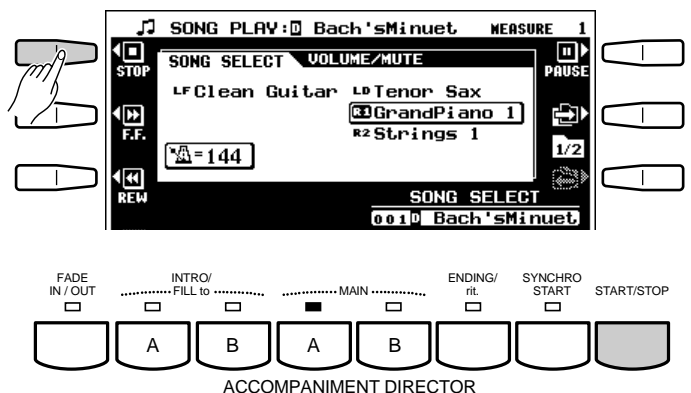 SONG PLAY:D Bach'sMinuet MEASURE 1
STOP
SONG SELECT VOLUME/MUTE
PAUSE
LF Clean Guitar LD Tenor Sax
R1 GrandPiano 1
F.F.
R2 Strings 1
=144
1/2
REW
SONG SELECT
001D Bach'sMinuet
FADE IN / OUT
INTRO/ FILL to
MAIN
ENDING/ rit.
SYNCHRO START
START/STOP
A B A B
ACCOMPANIMENT DIRECTOR